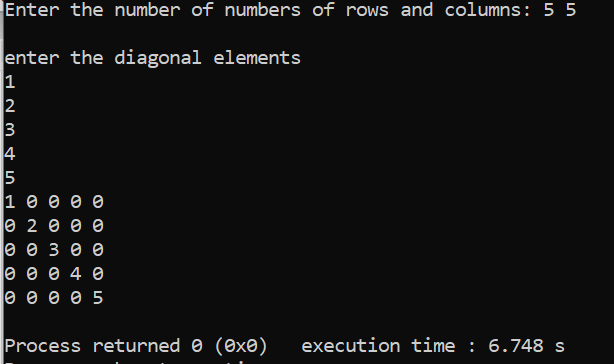 Enter the number of numbers of rows and columns: 5 5
enter the diagonal elements
1
2
3
4
5
1 0 0 0 0
0 2 0 0 0
0 0 3 0 0
0 0 0 4 0
0 0 0 0 5
Process returned 0 (0x0)   execution time : 6.748 s